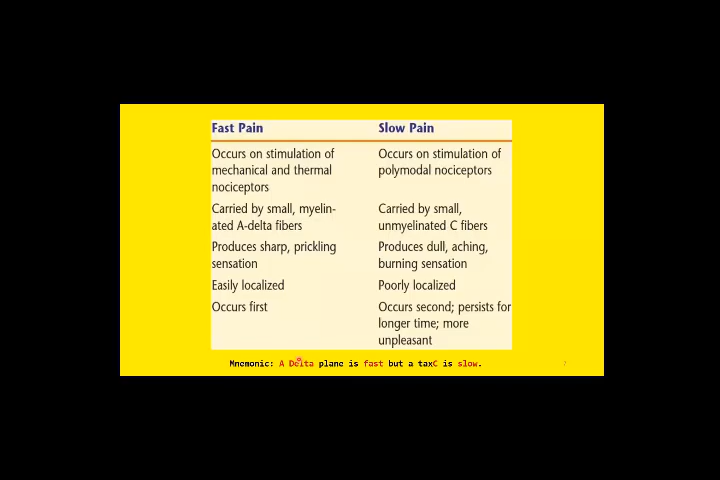 Fast Pain Slow Pain
Occurs on stimulation of Occurs on stimulation of
mechanical and thermal polymodal nociceptors
nociceptors
Carried by small, myelin- Carried by small,
ated A-delta fibers unmyelinated C fibers
Produces sharp, prickling Produces dull, aching,
sensation burning sensation
Easily localized Poorly localized
Occurs first Occurs second; persists for
longer time; more
unpleasant
Mnemonic: A Delta plane is fast but a taxC is slow.
7